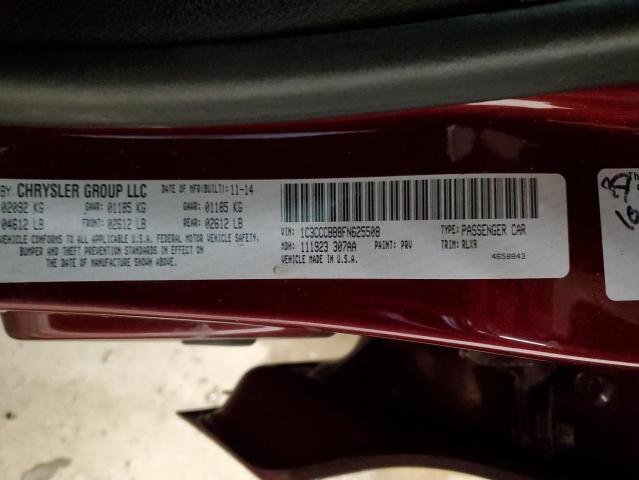 BY: CHRYSLER GROUP LLC DATE OF MFR(BUILT): 11-14
02092 KG GAWR: 01185 KG GAWR: 01185 KG
04612 LB FRONT: 02612 LB REAR: 02612 LB
VEHICLE CONFORMS TO ALL APPLICABLE U.S.A. FEDERAL MOTOR VEHICLE SAFETY,
BUMPER AND THEFT PREVENTION STANDARDS IN EFFECT ON
THE DATE OF MANUFACTURE SHOWN ABOVE.
VIN: 1C3CCCBB8FN625508 TYPE: PASSENGER CAR
MDH: 111923 307AA PAINT: PRV TRIM: RLX9
VEHICLE MADE IN U.S.A. 4658843
Th